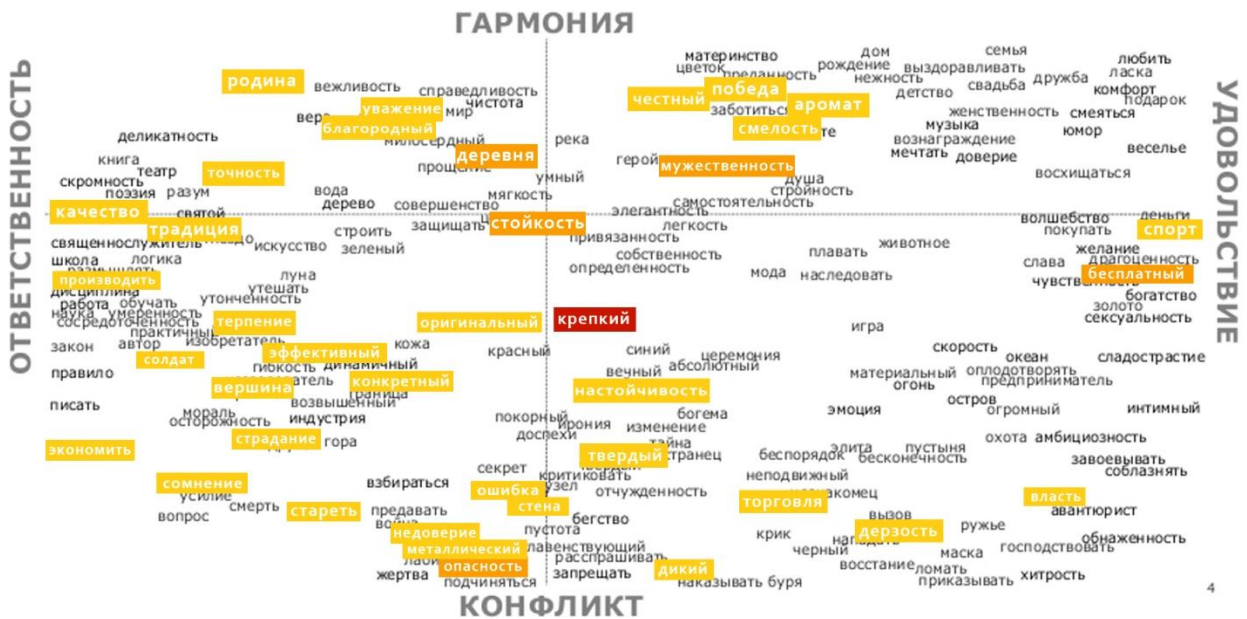 ГАРМОНИЯ
ОТВЕТСТВЕННОСТЬ
УДОВОЛЬСТВИЕ
материнство
дом
семья
любить
цветок
преданность
рождение
выздоравливать
нежность
дружба
ласка
родина
вежливость
справедливость
победа
детство
свадьба
комфорт
подарок
честный
аромат
чистота
уважение
мир
заботиться
женственность
смеяться
благородный
смелость
музыка
юмор
деликатность
милосердный
река
вознаграждение
веселье
деревня
мечтать
доверие
книга
театр
герой
мужественность
прощение
восхищаться
точность
умный
душа
скромность
стройность
поэзия
разум
вода
мягкость
дерево
совершенство
самостоятельность
качество
святой
элегантность
волшебство
деньги
традиция
защищать
стойкость
легкость
покупать
спорт
строить
привязанность
священнослужитель
искусство
зеленый
животное
желание
собственность
плавать
школа
логика
слава
драгоценность
размышлять
луна
определенность
мода
наследовать
бесплатный
производить
утешать
дисциплина
утонченность
богатство
работа
обучать
золото
наука
умеренность
сосредоточенность
терпение
оригинальный
крепкий
сексуальность
практичный
игра
закон
автор
изобретатель
кожа
красный
синий
скорость
солдат
эффективный
церемония
океан
сладострастие
гибкость
динамичный
вечный
абсолютный
правило
материальный
оплодотворять
вершина
конкретный
огонь
предприниматель
настойчивость
граница
возвышенный
остров
писать
мораль
богема
эмоция
огромный
интимный
осторожность
индустрия
покорный
ирония
изменение
доспехи
страдание
гора
тайна
охота
амбициозность
экономить
элита
пустыня
твердый
беспорядок
бесконечность
завоевывать
секрет
соблазнять
критиковать
неподвижный
сомнение
взбираться
ошибка
узел
отчужденность
усилие
торговля
власть
смерть
стена
авантюрист
вопрос
стареть
предавать
бегство
вызов
недоверие
пустота
крик
дерзость
ружье
обнаженность
металлический
черный
господствовать
расспрашивать
маска
опасность
восстание
ломать
жертва
запрещать
дикий
хитрость
подчиняться
наказывать
буря
приказывать
4
КОНФЛИКТ